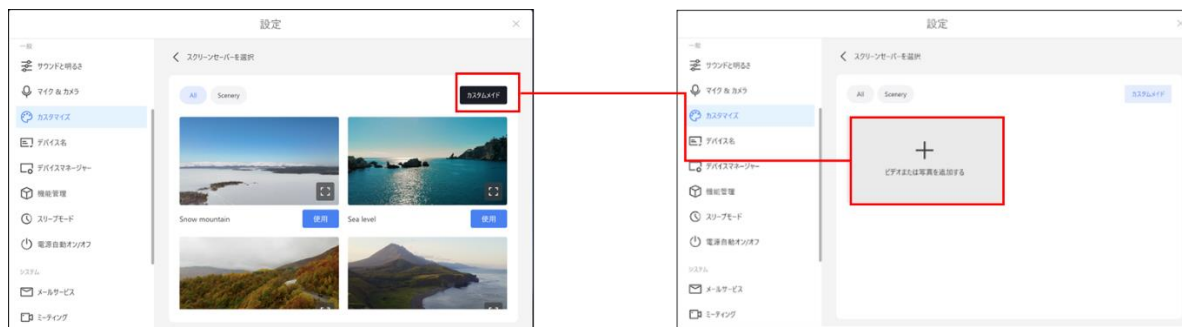 設定
一般
サウンドと明るさ
マイク & カメラ
カスタマイズ
デバイス名
デバイスマネージャー
機能管理
スリープモード
電源自動オン/オフ
システム
メールサービス
ミーティング
スクリーンセーバーを選択
All Scenery カスタムメイド
Snow mountain 使用 Sea level 使用
設定
一般
サウンドと明るさ
マイク & カメラ
カスタマイズ
デバイス名
デバイスマネージャー
機能管理
スリープモード
電源自動オン/オフ
システム
メールサービス
ミーティング
スクリーンセーバーを選択
All Scenery カスタムメイド
ビデオまたは写真を追加する